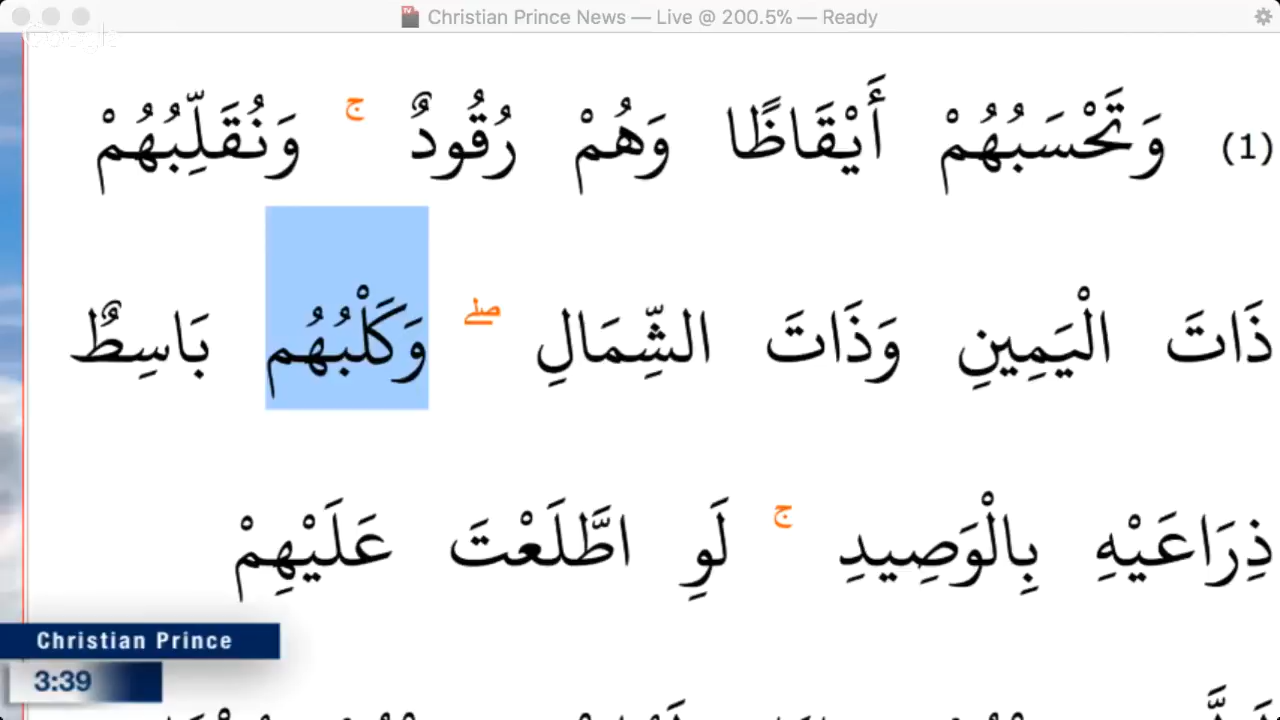 Christian Prince News — Live @ 200.5% — Ready
Google
(1) وَتَحْسَبُهُمْ أَيْقَاظًا وَهُمْ رُقُودٌ ۚ وَنُقَلِّبُهُمْ
ذَاتَ الْيَمِينِ وَذَاتَ الشِّمَالِ ۖ وَكَلْبُهُم بَاسِطٌ
ذِرَاعَيْهِ بِالْوَصِيدِ ۚ لَوِ اطَّلَعْتَ عَلَيْهِمْ
Christian Prince
3:39